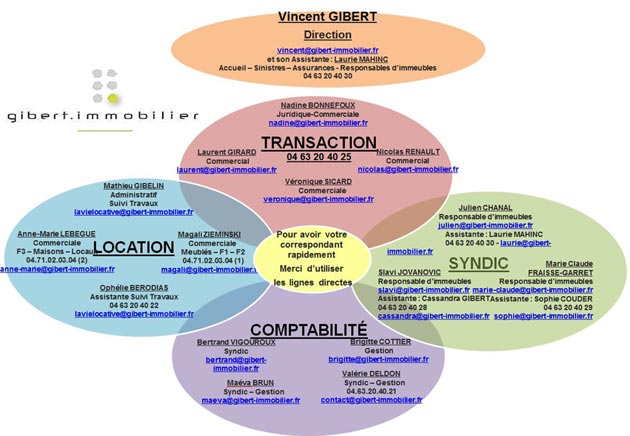 Vincent GIBERT
Direction
vincent@gibert-immobilier.fr
et son Assistante : Laurie MAHINC
Accueil – Sinistres – Assurances - Responsables d'immeubles
04 63 20 40 30
gibert.immobilier
Nadine BONNEFOUX
Juridique-Commerciale
nadine@gibert-immobilier.fr
TRANSACTION
04 63 20 40 25
Laurent GIRARD
Commercial
laurent@gibert-immobilier.fr
Nicolas RENAULT
Commercial
nicolas@gibert-immobilier.fr
Véronique SICARD
Commerciale
veronique@gibert-immobilier.fr
Mathieu GIBELIN
Administratif
Suivi Travaux
lavielocative@gibert-immobilier.fr
Anne-Marie LEBEGUE
Commerciale
F3 – Maisons – Locaux
04.71.02.03.04 (2)
anne-marie@gibert-immobilier.fr
LOCATION
Magali ZIEMINSKI
Commerciale
Meublés – F1 – F2
04.71.02.03.04 (1)
magali@gibert-immobilier.fr
Ophélie BERODIAS
Assistante Suivi Travaux
04 63 20 40 22
lavielocative@gibert-immobilier.fr
Pour avoir votre
correspondant
rapidement
Merci d'utiliser
les lignes directes
Julien CHANAL
Responsable d'immeubles
julien@gibert-immobilier.fr
Assistante : Laurie MAHINC
04 63 20 40 30 - laurie@gibert-
immobilier.fr
SYNDIC
Slavi JOVANOVIC
Responsable d'immeubles
slavi@gibert-immobilier.fr
Assistante : Cassandra GIBERT
04 63 20 40 28
cassandra@gibert-immobilier.fr
Marie Claude
FRAISSE-GARRET
Responsable d'immeubles
marie-claude@gibert-immobilier.fr
Assistante : Sophie COUDER
04 63 20 40 29
sophie@gibert-immobilier.fr
COMPTABILITÉ
Bertrand VIGOUROUX
Syndic
bertrand@gibert-
immobilier.fr
Brigitte COTTIER
Gestion
brigitte@gibert-immobilier.fr
Maéva BRUN
Syndic – Gestion
maeva@gibert-immobilier.fr
Valérie DELDON
Syndic – Gestion
04.63.20.40.21
contact@gibert-immobilier.fr